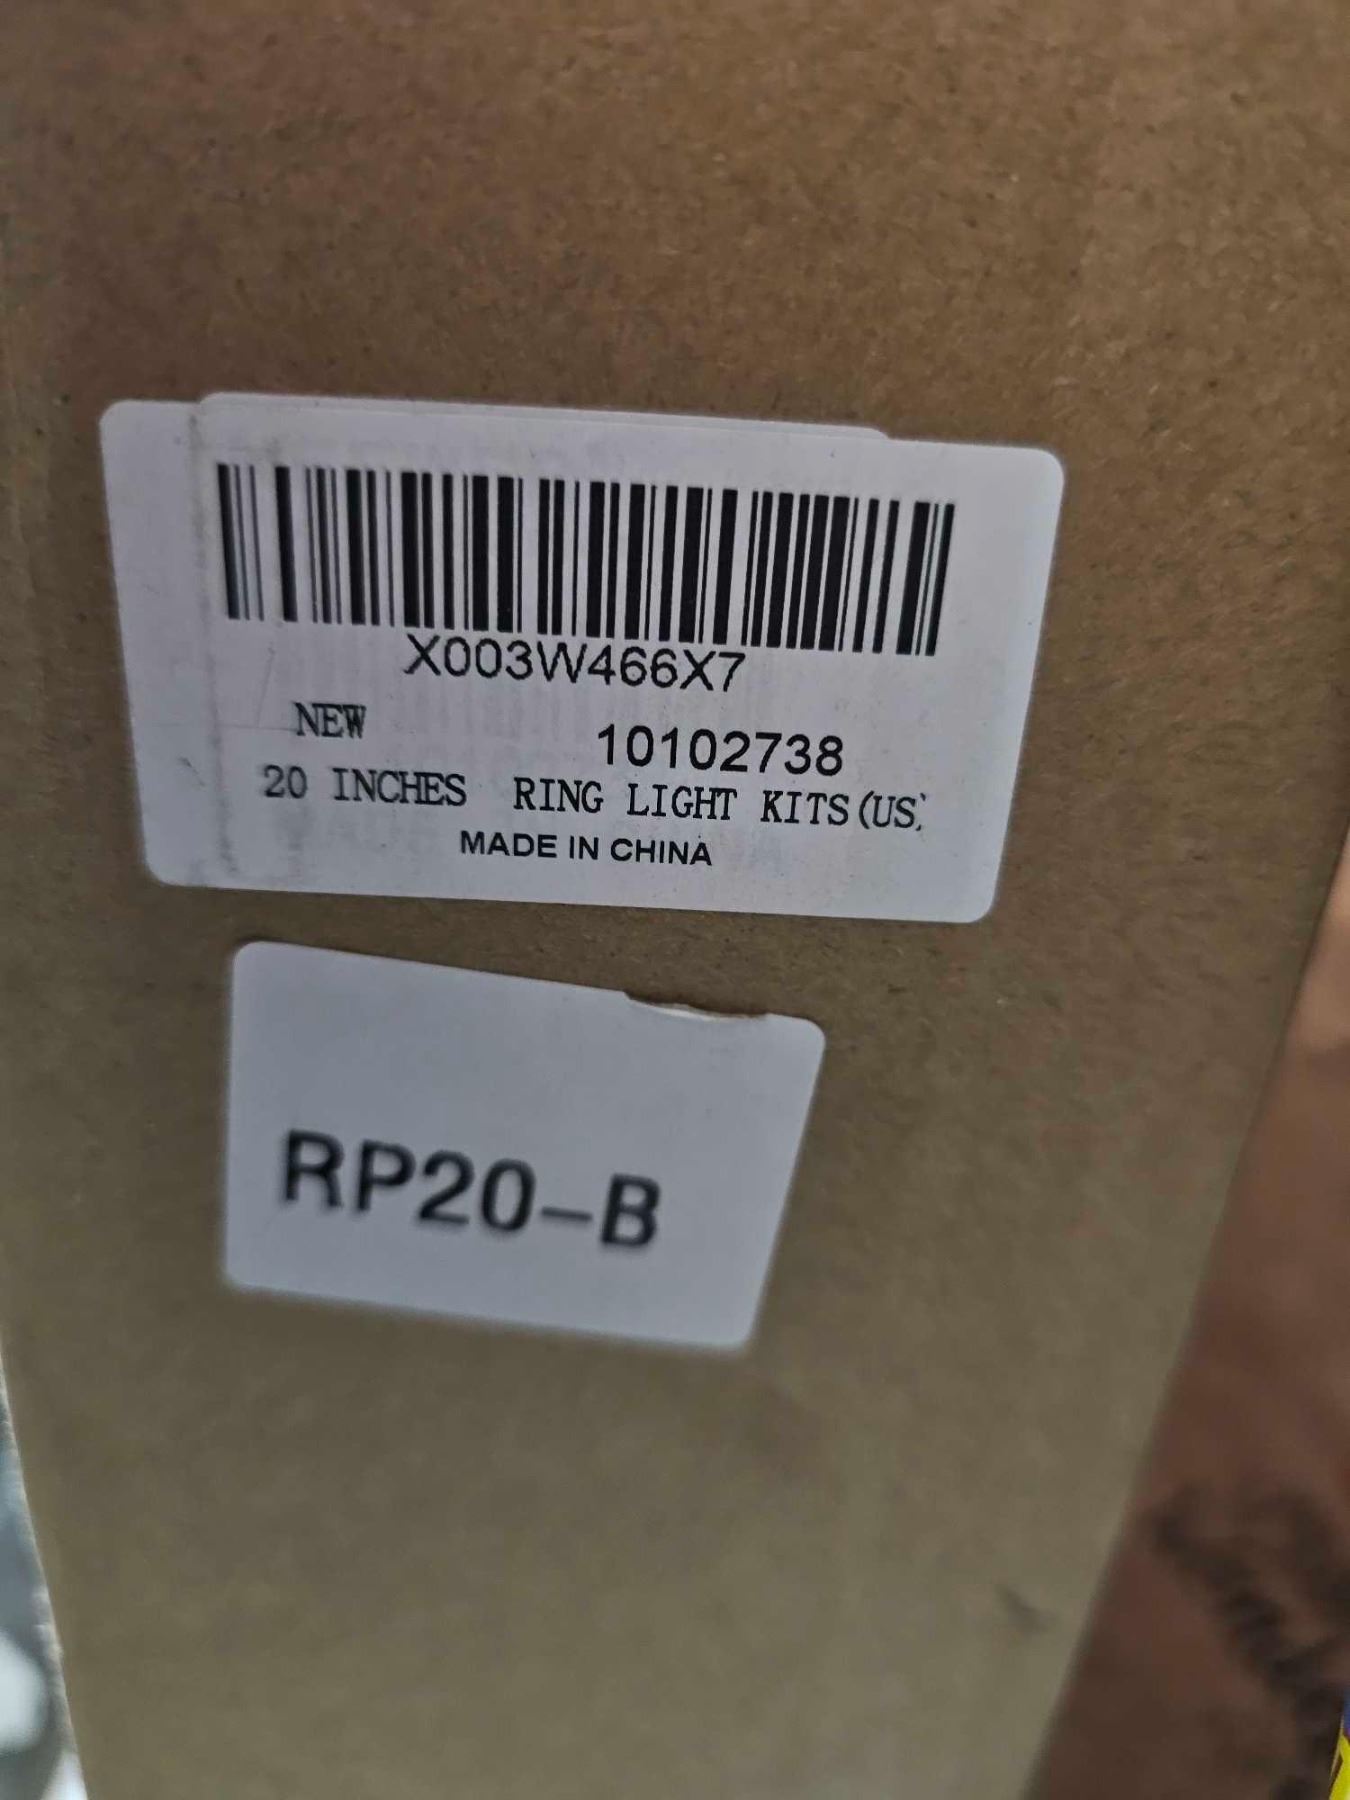 X003W466X7
NEW 10102738
20 INCHES RING LIGHT KITS(US)
MADE IN CHINA
RP20-B